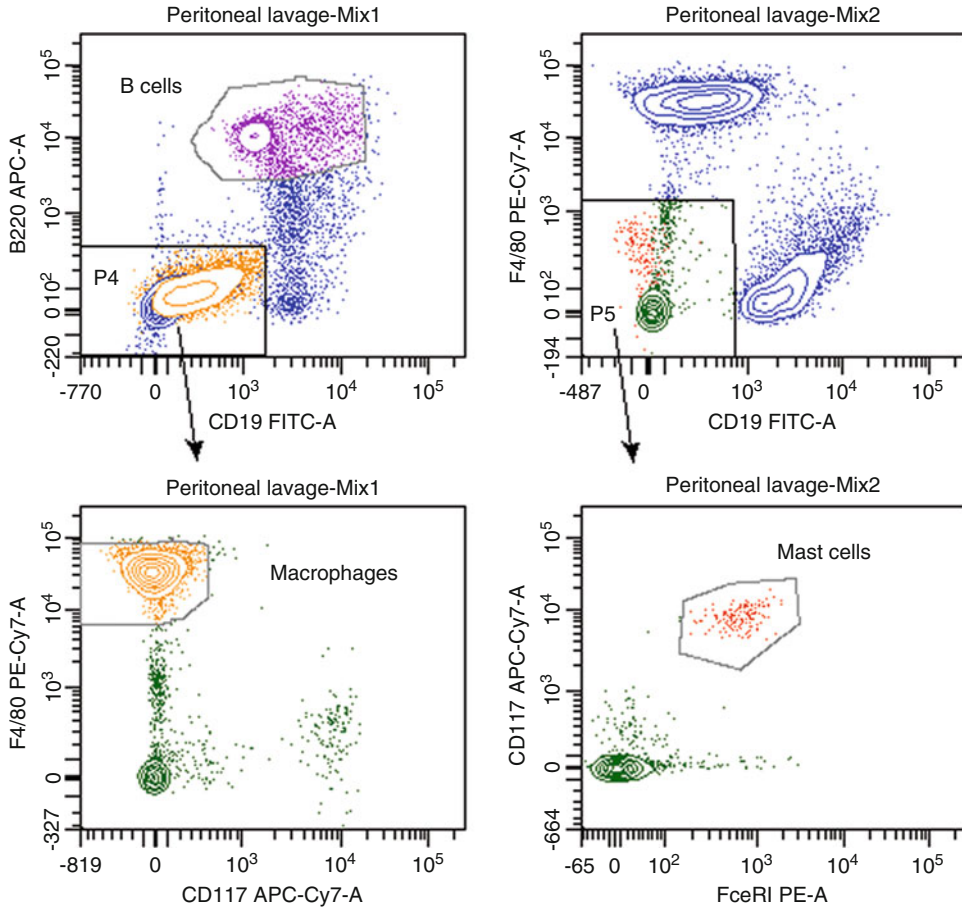 Peritoneal lavage-Mix1
B220 APC-A
10^5
10^4
10^3
10^2
0
-220
B cells
P4
-770 0 10^3 10^4 10^5
CD19 FITC-A
Peritoneal lavage-Mix2
F4/80 PE-Cy7-A
10^5
10^4
10^3
10^2
0
-194
P5
-487 0 10^3 10^4 10^5
CD19 FITC-A
Peritoneal lavage-Mix1
F4/80 PE-Cy7-A
10^5
10^4
10^3
0
-327
Macrophages
-819 0 10^3 10^4 10^5
CD117 APC-Cy7-A
Peritoneal lavage-Mix2
CD117 APC-Cy7-A
10^5
10^4
10^3
0
-664
Mast cells
-65 0 10^2 10^3 10^4 10^5
FceRI PE-A